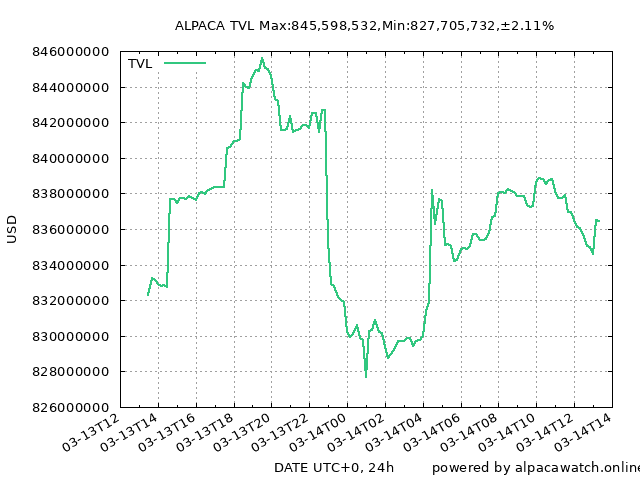 ALPACA TVL Max:845,598,532,Min:827,705,732,±2.11%
846000000
844000000
842000000
840000000
838000000
836000000
834000000
832000000
830000000
828000000
826000000
TVL
USD
03-13T12
03-13T14
03-13T16
03-13T18
03-13T20
03-13T22
03-14T00
03-14T02
03-14T04
03-14T06
03-14T08
03-14T10
03-14T12
03-14T14
DATE UTC+0, 24h
powered by alpacawatch.online